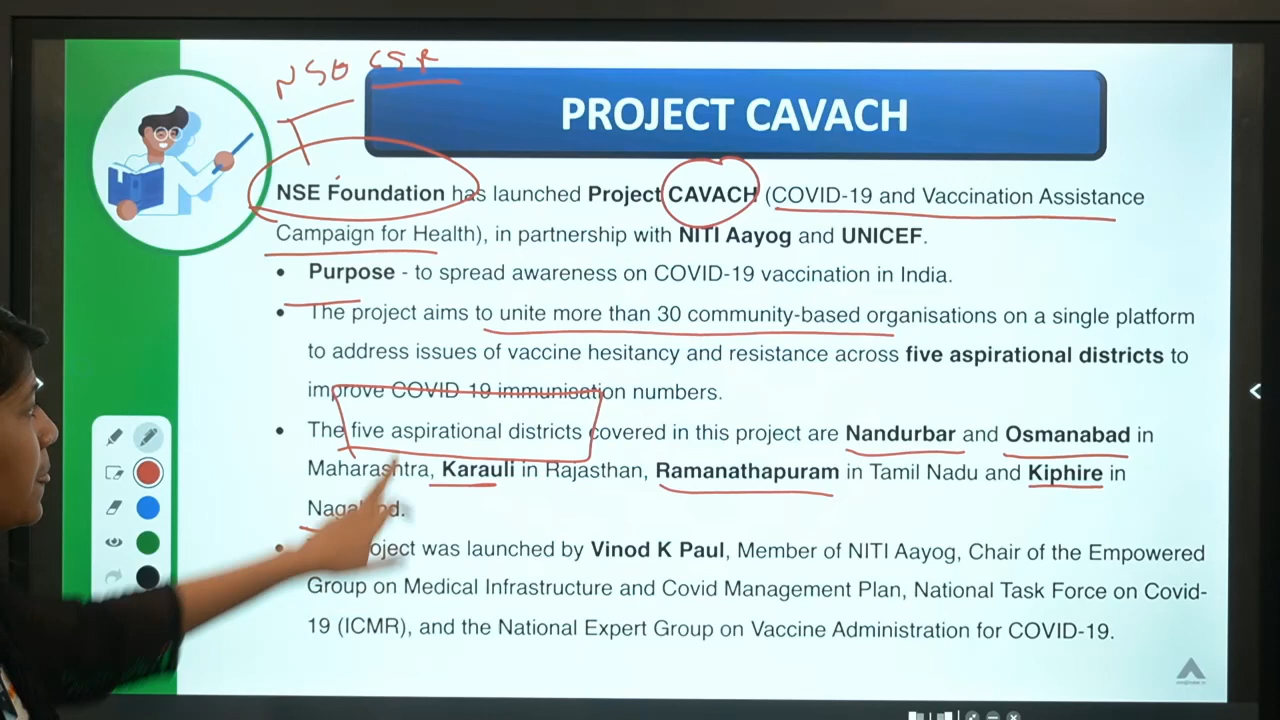 NSE CSR
PROJECT CAVACH
NSE Foundation has launched Project CAVACH (COVID-19 and Vaccination Assistance
Campaign for Health), in partnership with NITI Aayog and UNICEF.
• Purpose - to spread awareness on COVID-19 vaccination in India.
• The project aims to unite more than 30 community-based organisations on a single platform
to address issues of vaccine hesitancy and resistance across five aspirational districts to
improve COVID-19 immunisation numbers.
• The five aspirational districts covered in this project are Nandurbar and Osmanabad in
Maharashtra, Karauli in Rajasthan, Ramanathapuram in Tamil Nadu and Kiphire in
Nagaland.
• project was launched by Vinod K Paul, Member of NITI Aayog, Chair of the Empowered
Group on Medical Infrastructure and Covid Management Plan, National Task Force on Covid-
19 (ICMR), and the National Expert Group on Vaccine Administration for COVID-19.